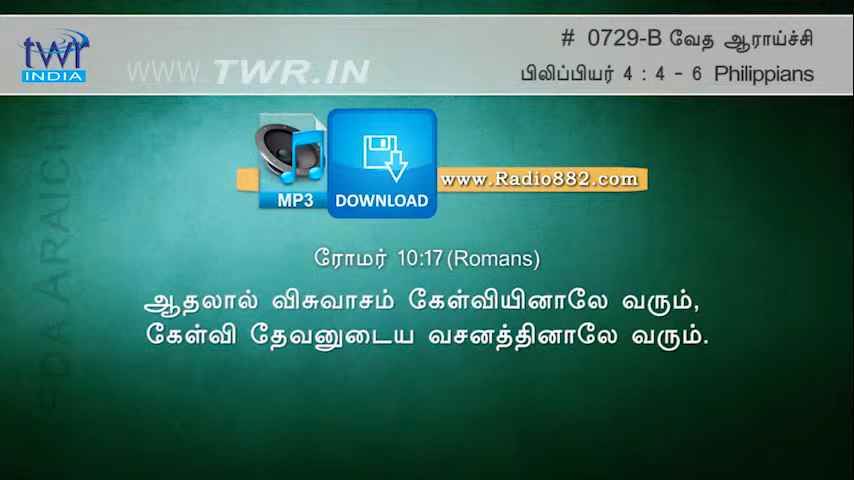 twr
INDIA
WWW.TWR.IN
# 0729-B வேத ஆராய்ச்சி
பிலிப்பியர் 4 : 4 - 6 Philippians
MP3
DOWNLOAD
www.Radio882.com
ரோமர் 10:17 (Romans)
ஆதலால் விசுவாசம் கேள்வியினாலே வரும்,
கேள்வி தேவனுடைய வசனத்தினாலே வரும்.